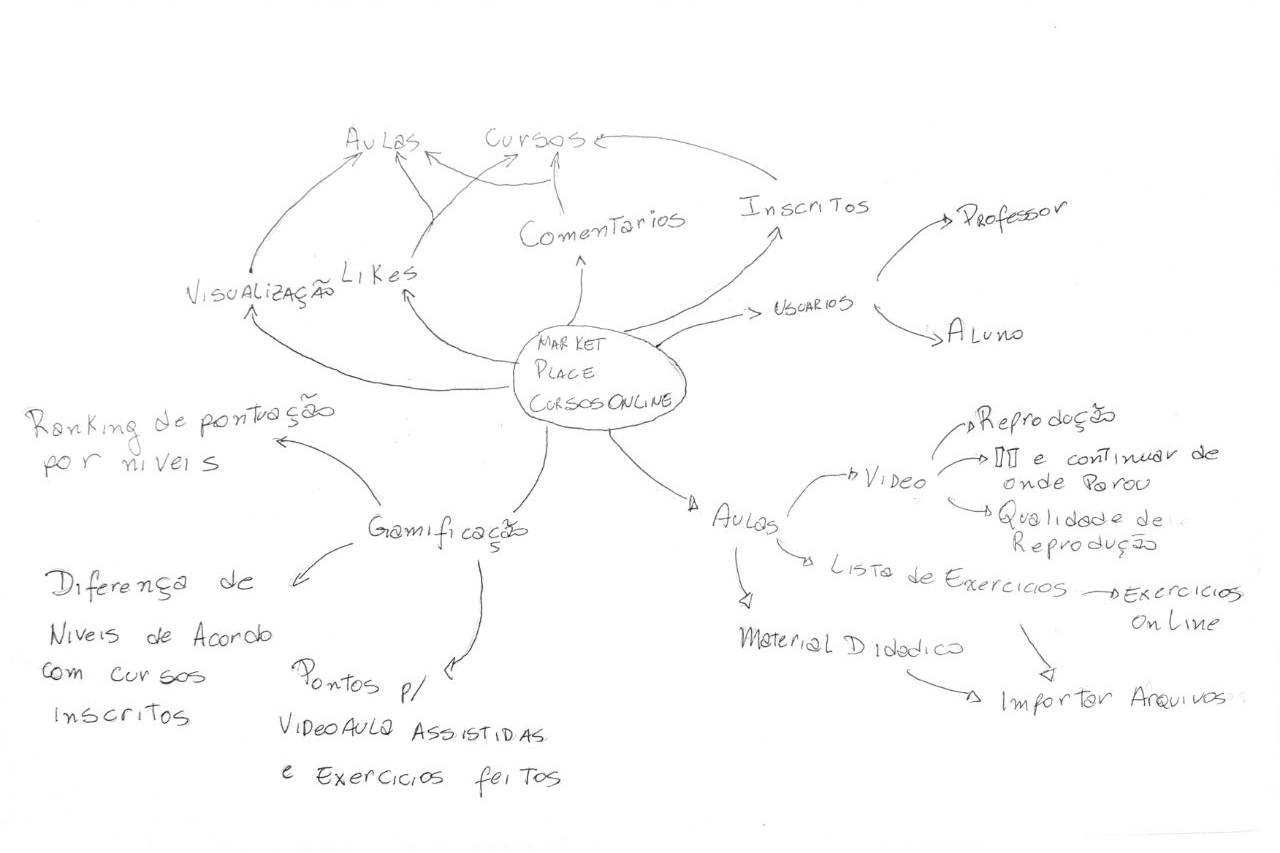 Aulas
Cursos
Inscritos
Professor
Comentarios
Likes
Visualização
Usuarios
Aluno
Market
Place
Cursos Online
Ranking de pontuação
por niveis
Reprodução
e continuar de
onde Parou
Video
Qualidade de
Reprodução
Aulas
Gamificação
Lista de Exercicios
Exercicios
OnLine
Diferença de
Niveis de Acordo
com cursos
inscritos
Material Didadico
Importar Arquivos
Pontos p/
VideoAula Assistidas
e Exercicios feitos